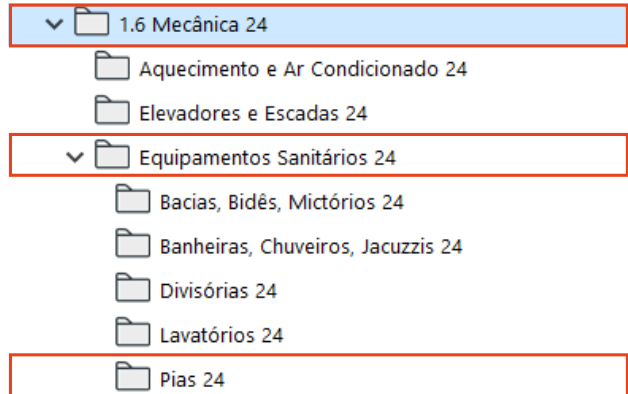 1.6 Mecânica 24
Aquecimento e Ar Condicionado 24
Elevadores e Escadas 24
Equipamentos Sanitários 24
Bacias, Bidês, Mictórios 24
Banheiras, Chuveiros, Jacuzzis 24
Divisórias 24
Lavatórios 24
Pias 24